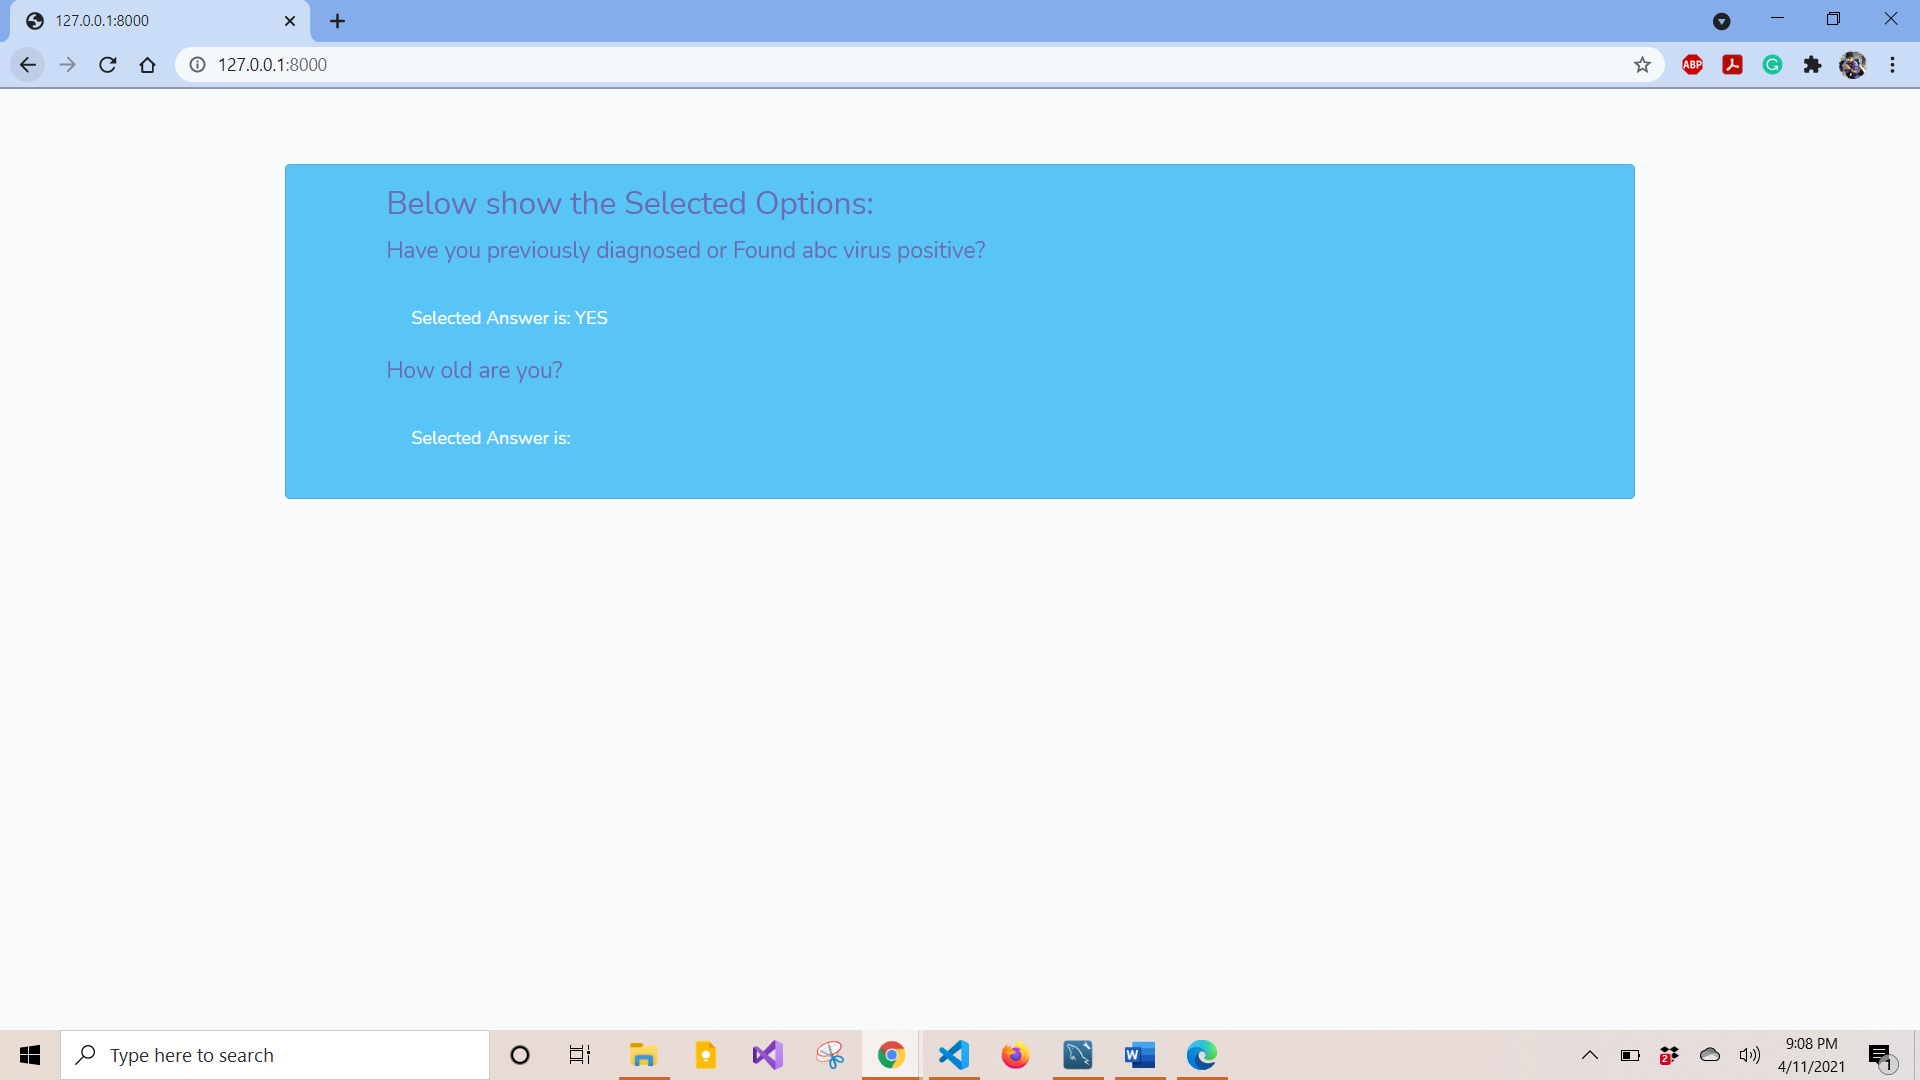 127.0.0.1:8000
127.0.0.1:8000
ABP
Below show the Selected Options:
Have you previously diagnosed or Found abc virus positive?
Selected Answer is: YES
How old are you?
Selected Answer is:
Type here to search
W
2
9:08 PM
4/11/2021
1